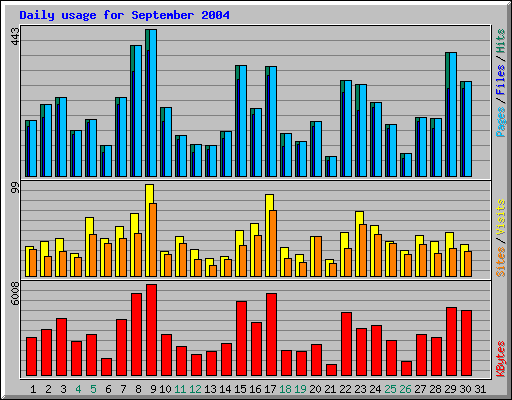 Daily usage for September 2004
443
Pages / Files / Hits
99
Sites / Visits
6008
KBytes
1 2 3 4 5 6 7 8 9 10 11 12 13 14 15 16 17 18 19 20 21 22 23 24 25 26 27 28 29 30 31